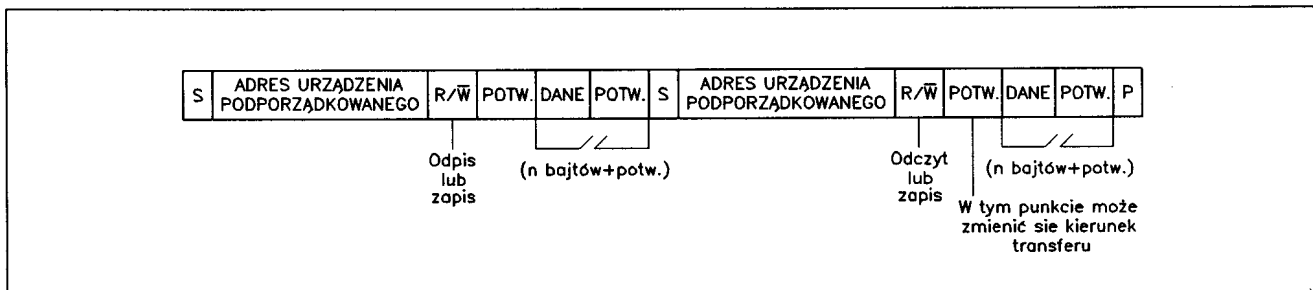 S ADRES URZĄDZENIA PODPORZĄDKOWANEGO R/W̅ POTW. DANE POTW. S ADRES URZĄDZENIA PODPORZĄDKOWANEGO R/W̅ POTW. DANE POTW. P
Odpis
lub
zapis
(n bajtów+potw.)
Odczyt
lub
zapis
(n bajtów+potw.)
W tym punkcie może
zmienić sie kierunek
transferu